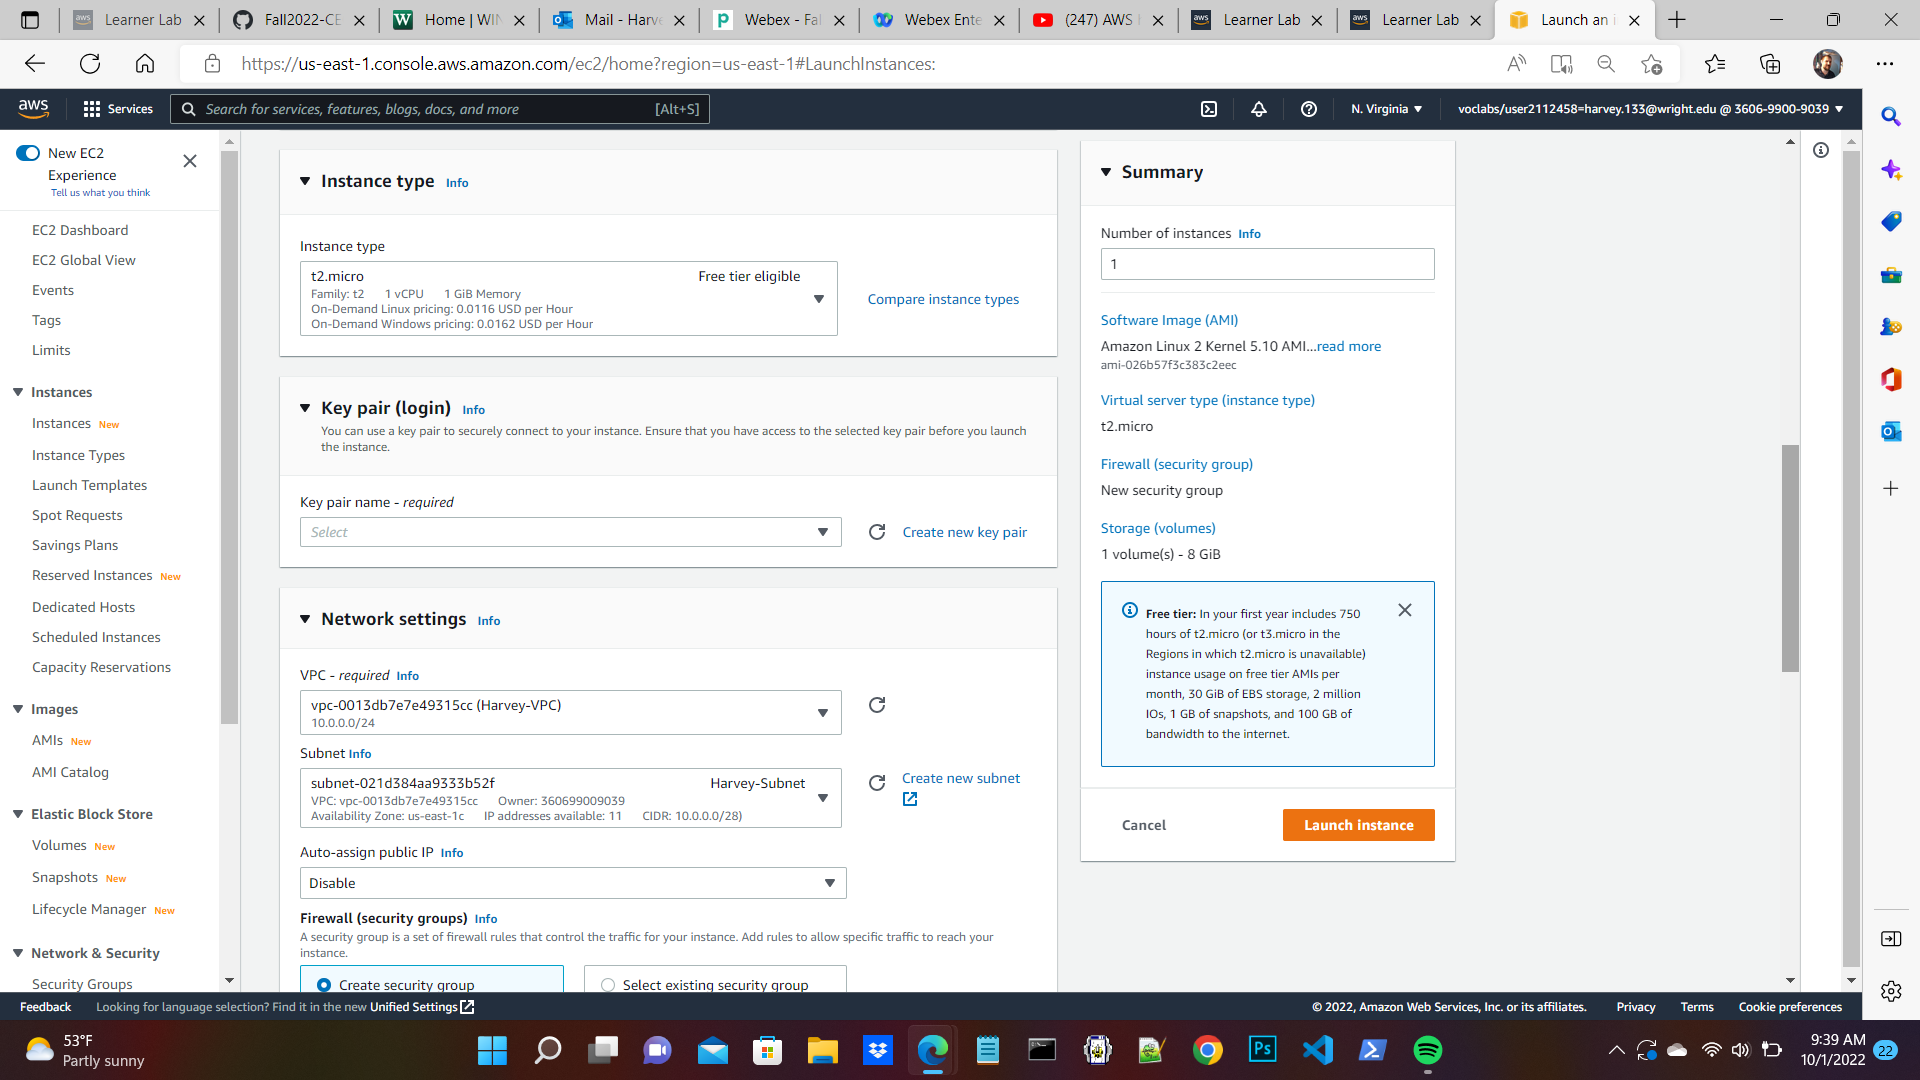 Learner Lab
Fall2022-CE
Home | WIN
Mail - Harve
Webex - Fal
Webex Ente
(247) AWS
Learner Lab
Learner Lab
Launch an i
https://us-east-1.console.aws.amazon.com/ec2/home?region=us-east-1#LaunchInstances:
aws
Services
Search for services, features, blogs, docs, and more
[Alt+S]
N. Virginia
voclabs/user2112458=harvey.133@wright.edu @ 3606-9900-9039
New EC2
Experience
Tell us what you think
EC2 Dashboard
EC2 Global View
Events
Tags
Limits
Instances
Instances New
Instance Types
Launch Templates
Spot Requests
Savings Plans
Reserved Instances New
Dedicated Hosts
Scheduled Instances
Capacity Reservations
Images
AMIs New
AMI Catalog
Elastic Block Store
Volumes New
Snapshots New
Lifecycle Manager New
Network & Security
Security Groups
Instance type Info
Instance type
t2.micro Free tier eligible
Family: t2 1 vCPU 1 GiB Memory
On-Demand Linux pricing: 0.0116 USD per Hour
On-Demand Windows pricing: 0.0162 USD per Hour
Compare instance types
Key pair (login) Info
You can use a key pair to securely connect to your instance. Ensure that you have access to the selected key pair before you launch
the instance.
Key pair name - required
Select
Create new key pair
Network settings Info
VPC - required Info
vpc-0013db7e7e49315cc (Harvey-VPC)
10.0.0.0/24
Subnet Info
subnet-021d384aa9333b52f Harvey-Subnet
VPC: vpc-0013db7e7e49315cc Owner: 360699009039
Availability Zone: us-east-1c IP addresses available: 11 CIDR: 10.0.0.0/28)
Create new subnet
Auto-assign public IP Info
Disable
Firewall (security groups) Info
A security group is a set of firewall rules that control the traffic for your instance. Add rules to allow specific traffic to reach your
instance.
Create security group
Select existing security group
Summary
Number of instances Info
1
Software Image (AMI)
Amazon Linux 2 Kernel 5.10 AMI...read more
ami-026b57f3c383c2eec
Virtual server type (instance type)
t2.micro
Firewall (security group)
New security group
Storage (volumes)
1 volume(s) - 8 GiB
Free tier: In your first year includes 750
hours of t2.micro (or t3.micro in the
Regions in which t2.micro is unavailable)
instance usage on free tier AMIs per
month, 30 GiB of EBS storage, 2 million
IOs, 1 GB of snapshots, and 100 GB of
bandwidth to the internet.
Cancel
Launch instance
Feedback
Looking for language selection? Find it in the new Unified Settings
© 2022, Amazon Web Services, Inc. or its affiliates.
Privacy
Terms
Cookie preferences
53°F
Partly sunny
Ps
9:39 AM
10/1/2022
22